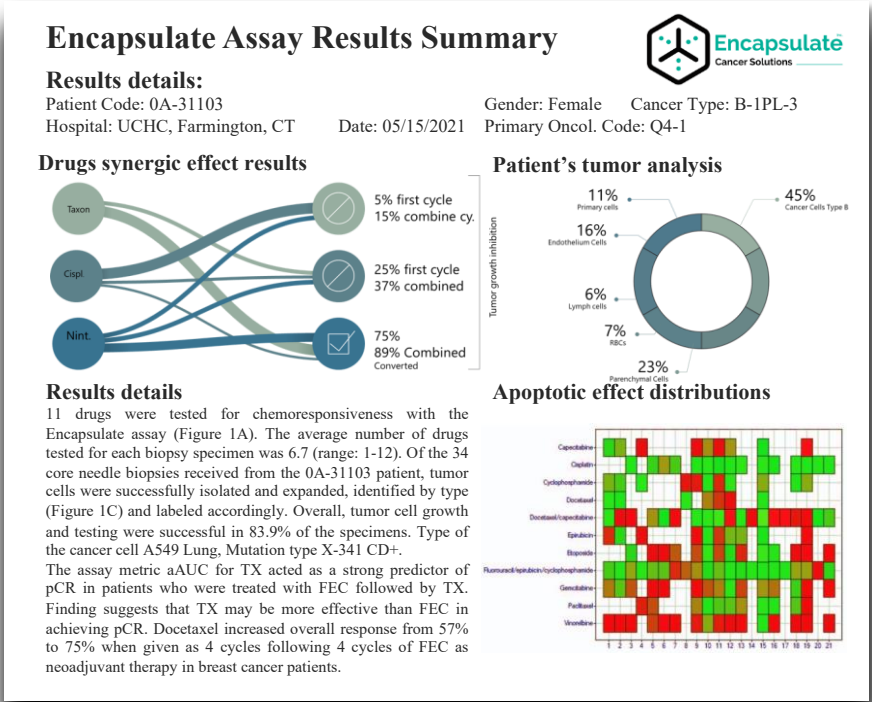 Encapsulate Assay Results Summary
Encapsulate
Cancer Solutions
Results details:
Patient Code: 0A-31103
Gender: Female Cancer Type: B-1PL-3
Hospital: UCHC, Farmington, CT Date: 05/15/2021 Primary Oncol. Code: Q4-1
Drugs synergic effect results
Taxon
Cispl.
Nint.
5% first cycle
15% combine cy.
25% first cycle
37% combined
75%
89% Combined
Converted
Tumor growth inhibition
Patient's tumor analysis
11%
Primary cells
45%
Cancer Cells Type B
16%
Endothelium Cells
6%
Lymph cells
7%
RBCs
23%
Parenchymal Cells
Results details
11 drugs were tested for chemoresponsiveness with the
Encapsulate assay (Figure 1A). The average number of drugs
tested for each biopsy specimen was 6.7 (range: 1-12). Of the 34
core needle biopsies received from the 0A-31103 patient, tumor
cells were successfully isolated and expanded, identified by type
(Figure 1C) and labeled accordingly. Overall, tumor cell growth
and testing were successful in 83.9% of the specimens. Type of
the cancer cell A549 Lung, Mutation type X-341 CD+.
The assay metric aAUC for TX acted as a strong predictor of
pCR in patients who were treated with FEC followed by TX.
Finding suggests that TX may be more effective than FEC in
achieving pCR. Docetaxel increased overall response from 57%
to 75% when given as 4 cycles following 4 cycles of FEC as
neoadjuvant therapy in breast cancer patients.
Apoptotic effect distributions
Capecitabine
Cisplatin
Cyclophosphamide
Docetaxel
Docetaxel/capecitabine
Epirubicin
Etoposide
Fluorouracil/epirubicin/cyclophosphamide
Gemcitabine
Paclitaxel
Vinorelbine
1 2 3 4 5 6 7 8 9 10 11 12 13 14 15 16 17 18 19 20 21